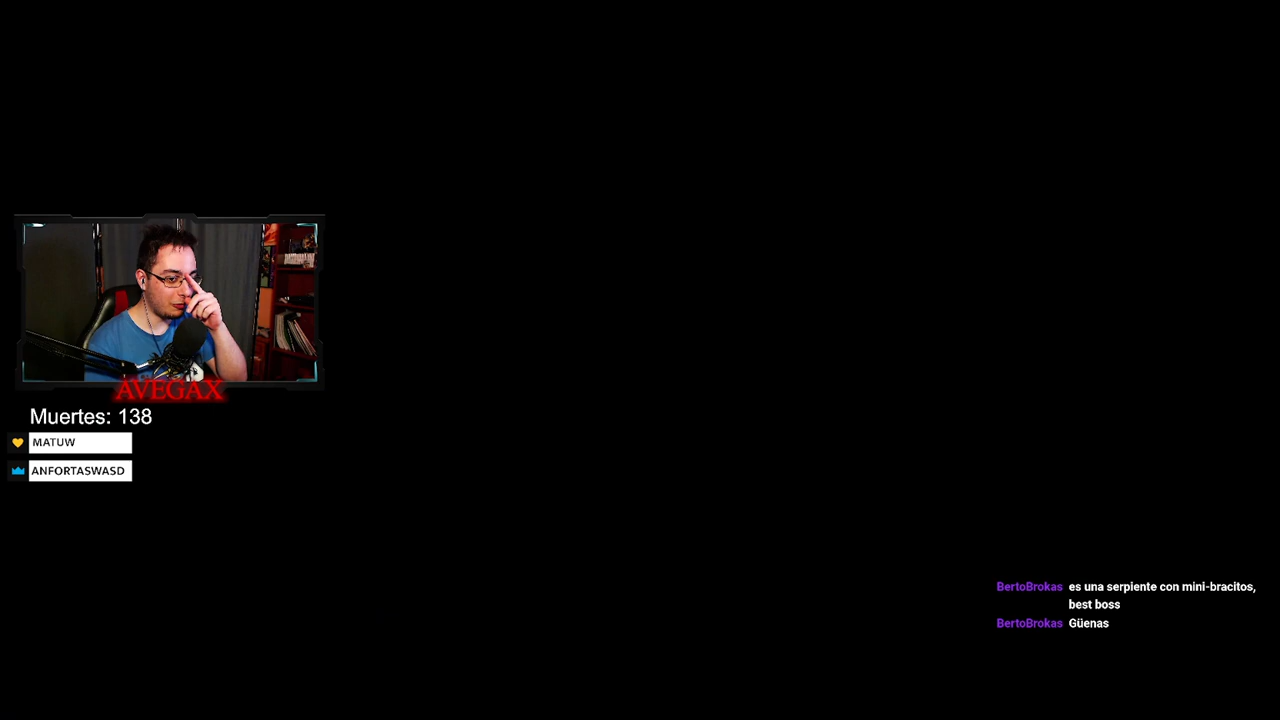 AVEGAX
Muertes: 138
MATUW
ANFORTASWASD
BertoBrokas es una serpiente con mini-bracitos,
best boss
BertoBrokas Güenas